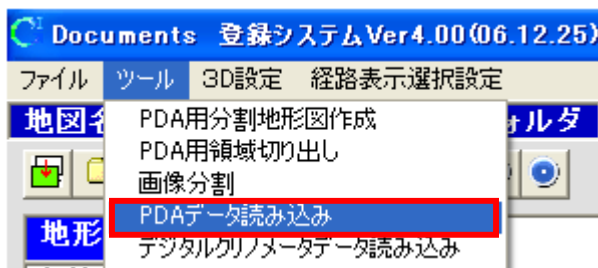 Documents 登録システムVer4.00(06.12.25)
ファイル ツール 3D設定 経路表示選択設定
地図名
ォルダ
PDA用分割地形図作成
PDA用領域切り出し
画像分割
PDAデータ読み込み
地形
デジタルクリノメータデータ読み込み